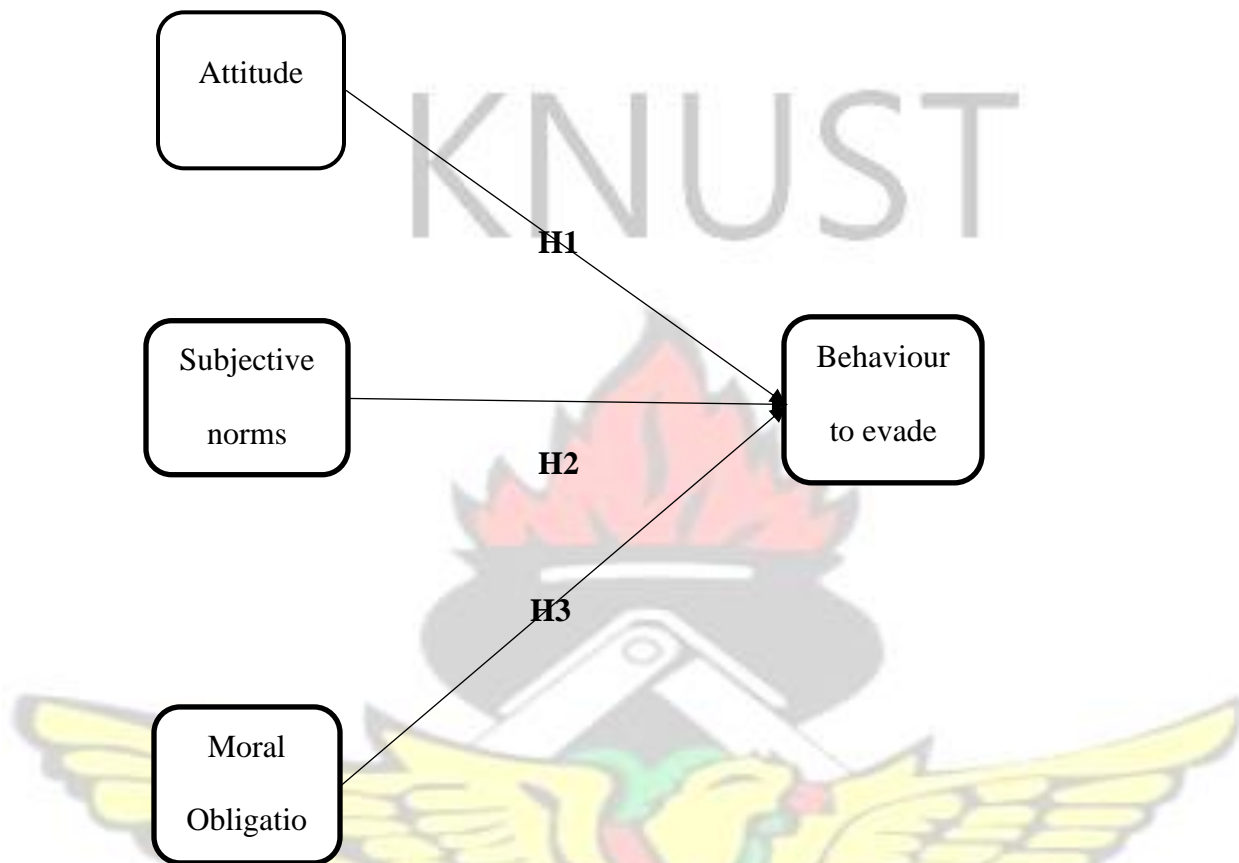 Attitude
KNUST
H1
Subjective
norms
Behaviour
to evade
H2
H3
Moral
Obligatio